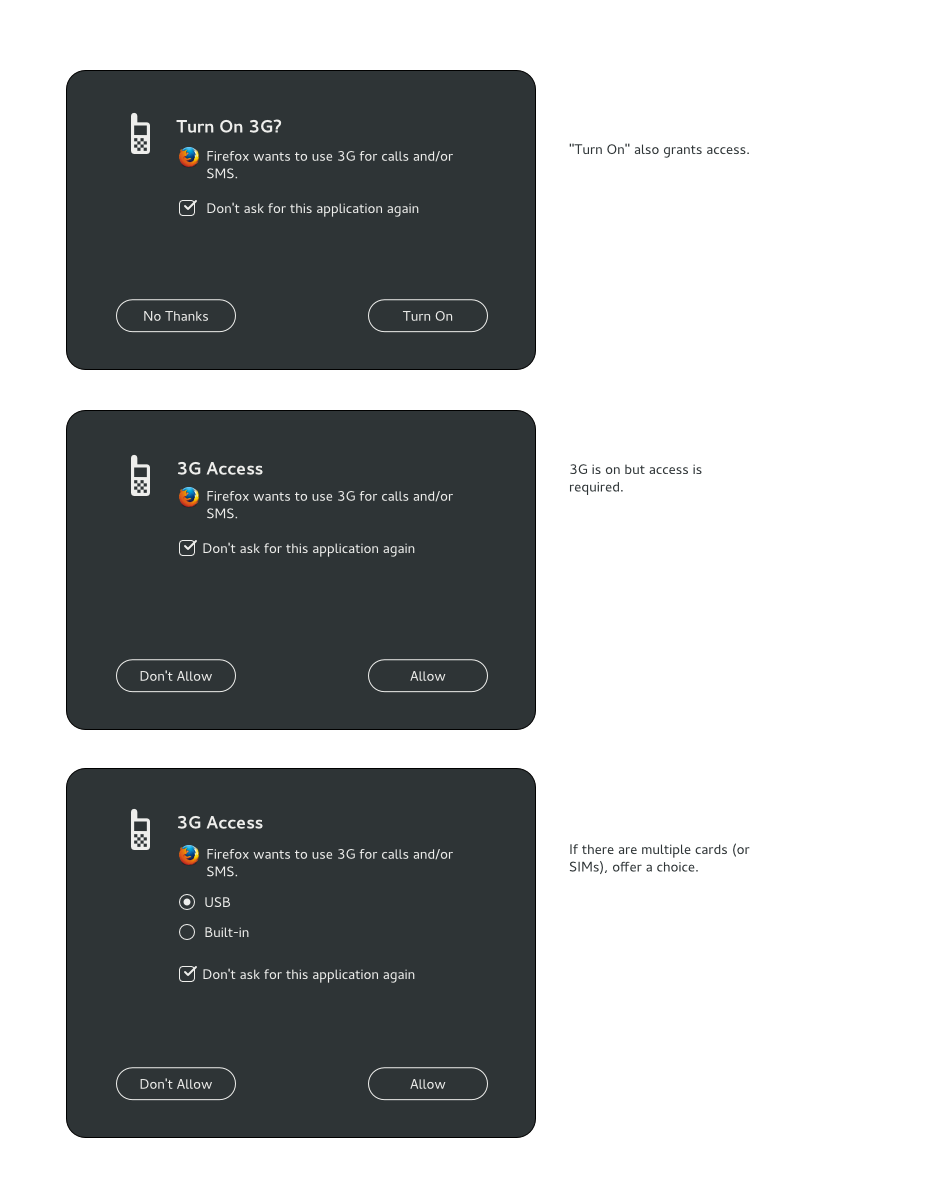 Turn On 3G?
Firefox wants to use 3G for calls and/or
SMS.
Don't ask for this application again
No Thanks
Turn On
"Turn On" also grants access.
3G Access
Firefox wants to use 3G for calls and/or
SMS.
Don't ask for this application again
Don't Allow
Allow
3G is on but access is
required.
3G Access
Firefox wants to use 3G for calls and/or
SMS.
USB
Built-in
Don't ask for this application again
Don't Allow
Allow
If there are multiple cards (or
SIMs), offer a choice.